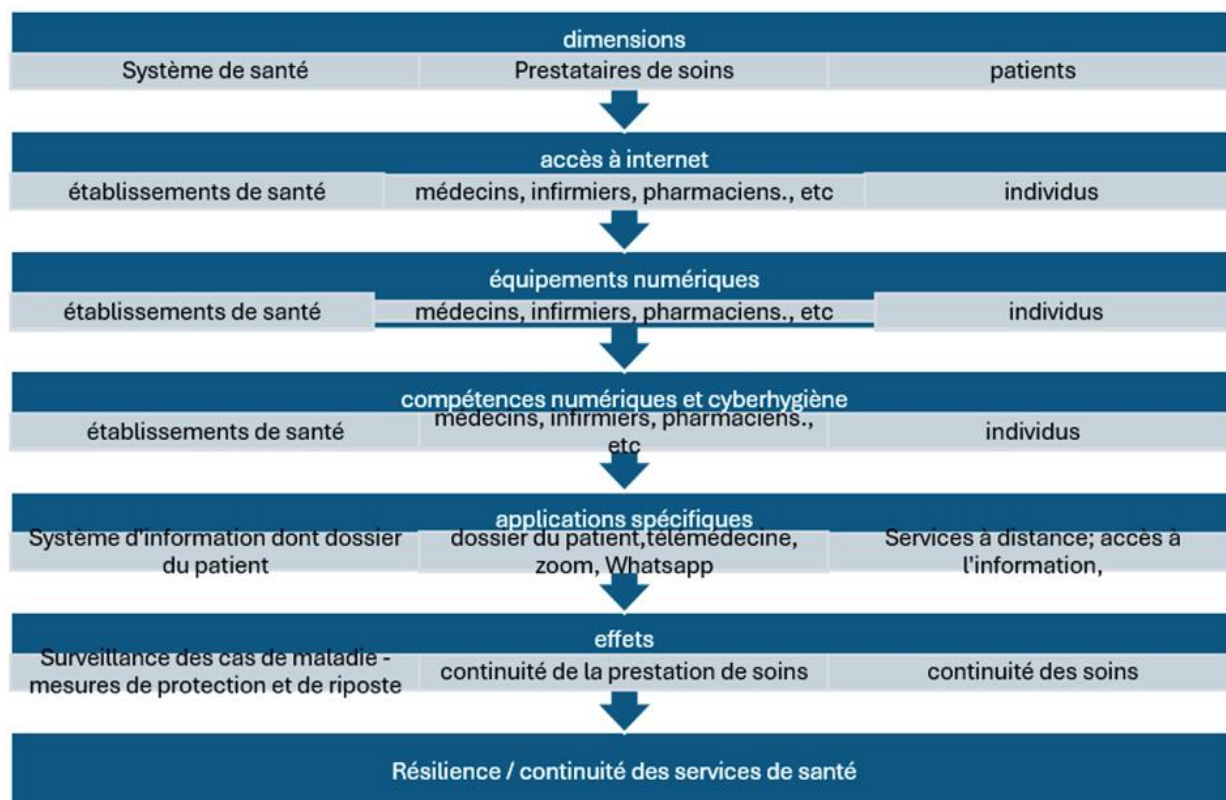 dimensions
Système de santé
Prestataires de soins
patients
accès à internet
établissements de santé
médecins, infirmiers, pharmaciens., etc
individus
équipements numériques
établissements de santé
médecins, infirmiers, pharmaciens., etc
individus
compétences numériques et cyberhygiène
établissements de santé
médecins, infirmiers, pharmaciens.,
etc
individus
applications spécifiques
Système d'information dont dossier
du patient
dossier du patient,télémédecine,
zoom, Whatsapp
Services à distance; accès à
l'information,
effets
Surveillance des cas de maladie -
mesures de protection et de riposte
continuité de la prestation de soins
continuité des soins
Résilience / continuité des services de santé